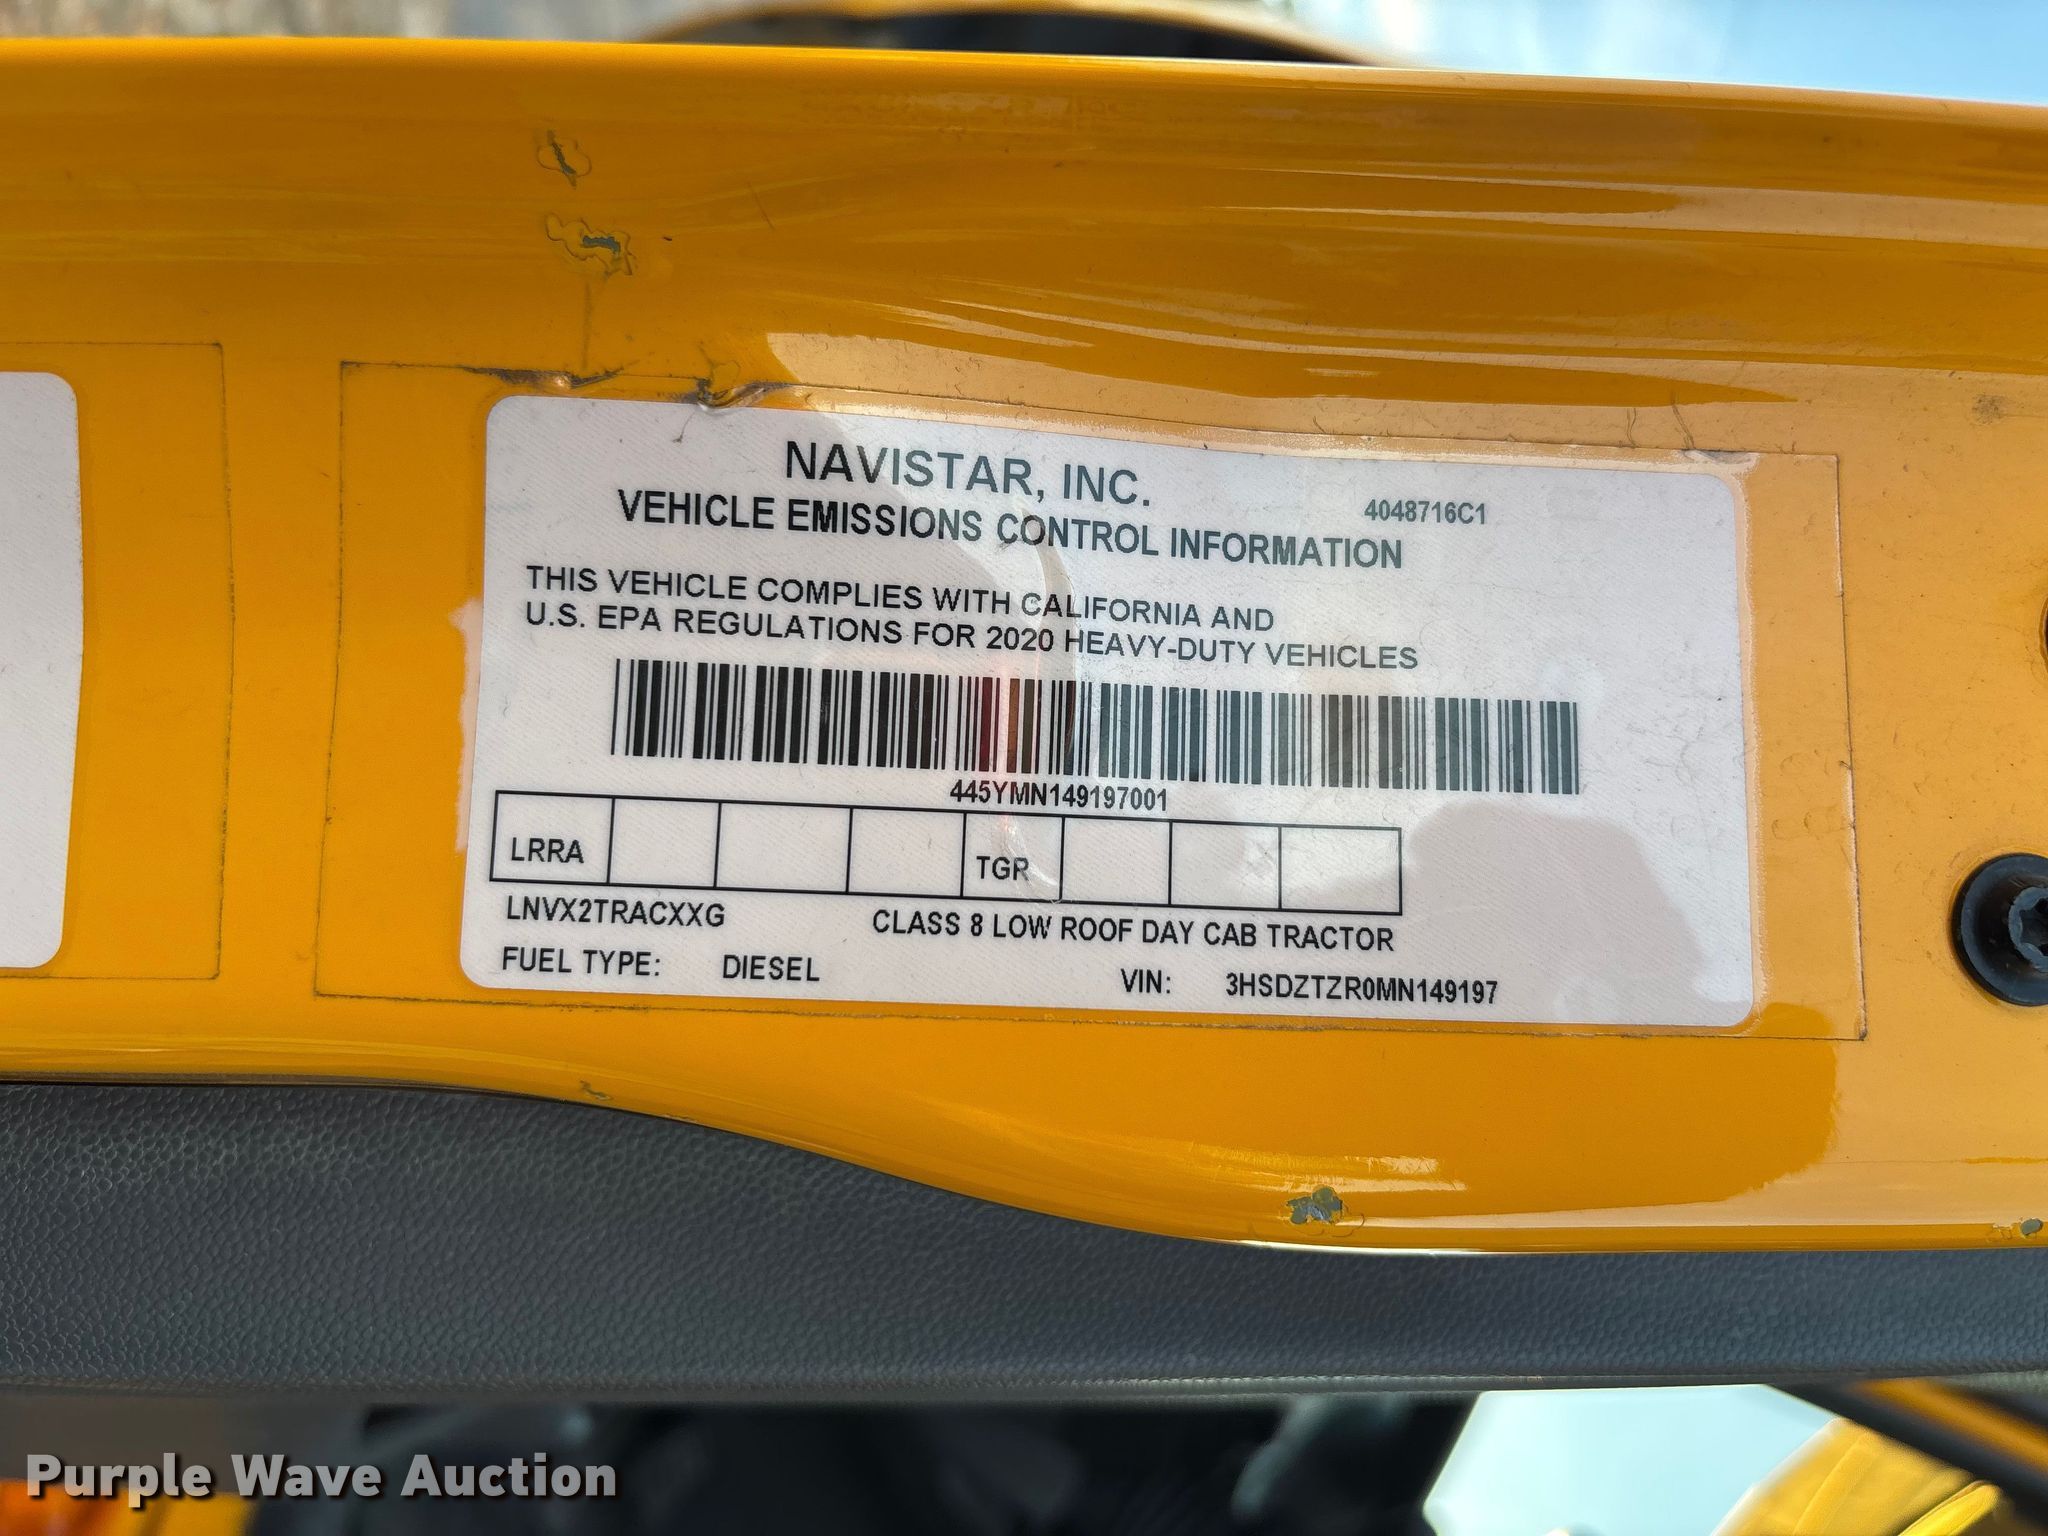 NAVISTAR, INC.
4048716C1
VEHICLE EMISSIONS CONTROL INFORMATION
THIS VEHICLE COMPLIES WITH CALIFORNIA AND
U.S. EPA REGULATIONS FOR 2020 HEAVY-DUTY VEHICLES
445YMN149197001
LRRA TGR
LNVX2TRACXXG CLASS 8 LOW ROOF DAY CAB TRACTOR
FUEL TYPE: DIESEL VIN: 3HSDZTZR0MN149197
Purple Wave Auction